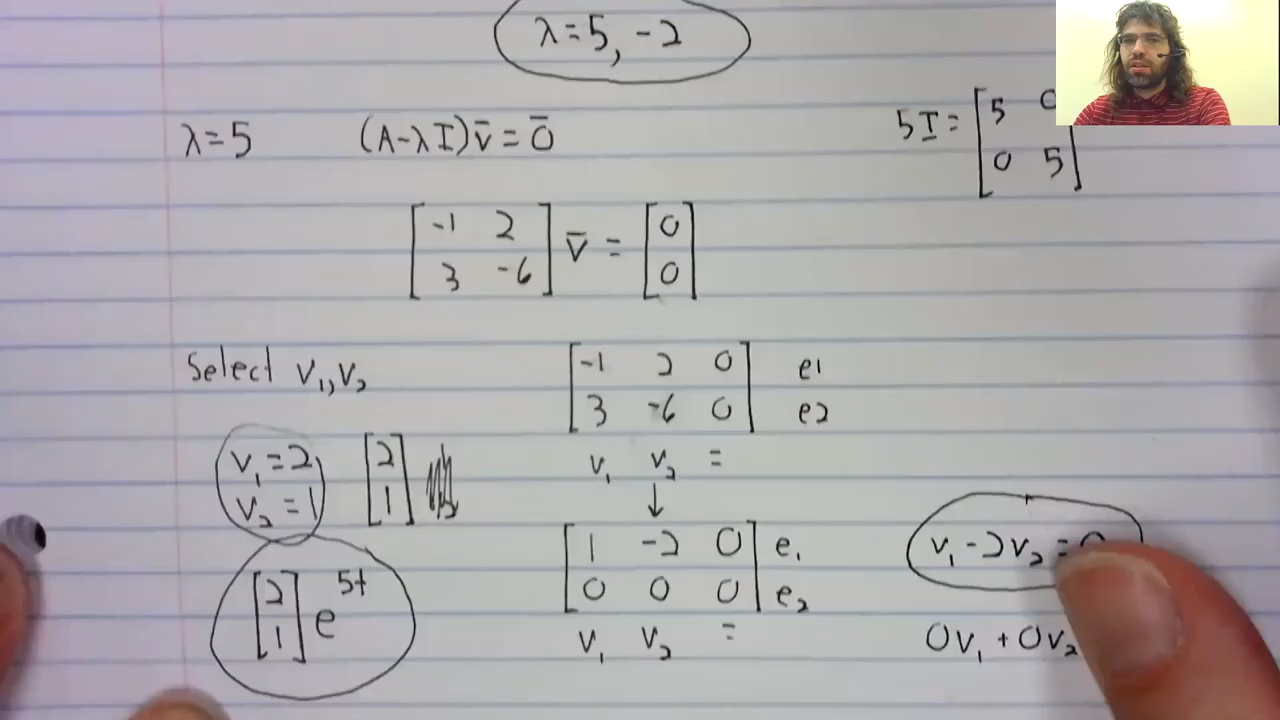 λ=5, -2
λ=5 (A-λI)v̄ = 0̄ 5I = [5 0
0 5]
[-1 2
3 -6] v̄ = [0
0]
Select v₁,v₂
[-1 2 0] e1
[3 -6 0] e2
v₁ v₂ =
↓
v₁=2
v₂=1 [2
1]
[1 -2 0] e₁
[0 0 0] e₂
v₁ v₂ =
v₁-2v₂=0
0v₁+0v₂
[2
1] e^5t